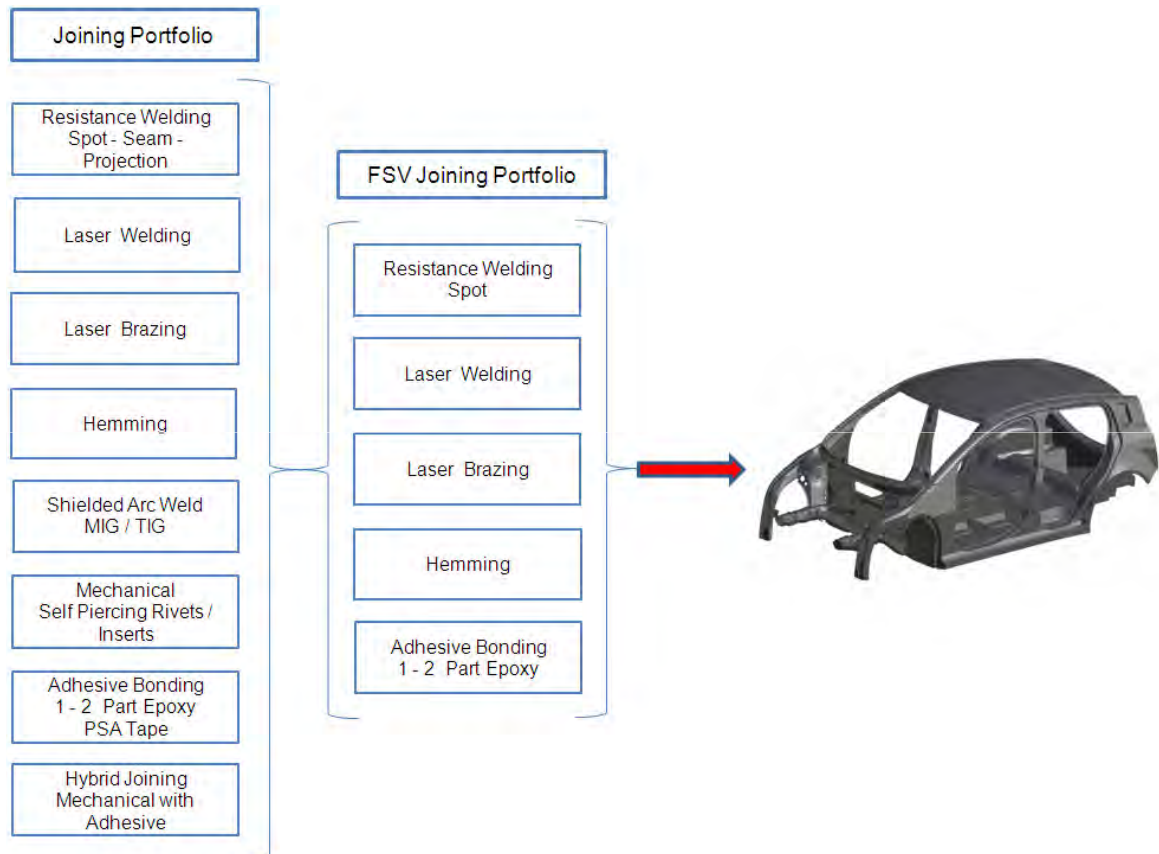 Joining Portfolio
Resistance Welding
Spot - Seam -
Projection
Laser Welding
Laser Brazing
Hemming
Shielded Arc Weld
MIG / TIG
Mechanical
Self Piercing Rivets /
Inserts
Adhesive Bonding
1 - 2 Part Epoxy
PSA Tape
Hybrid Joining
Mechanical with
Adhesive
FSV Joining Portfolio
Resistance Welding
Spot
Laser Welding
Laser Brazing
Hemming
Adhesive Bonding
1 - 2 Part Epoxy